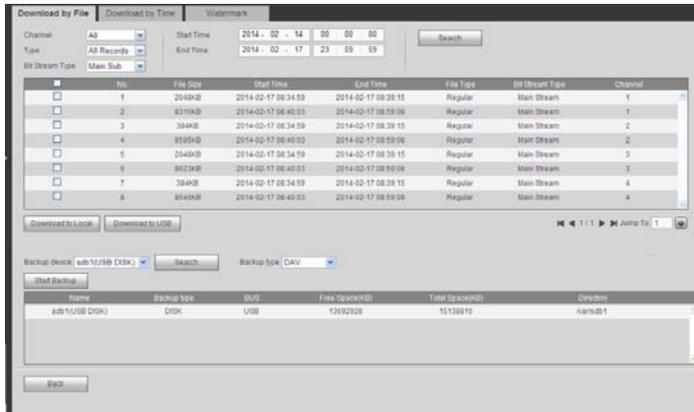 Download by File Download by Time Watermark
Channel All Start Time 2014 - 02 - 14 00 : 00 : 00 Search
Type All Records End Time 2014 - 02 - 17 23 : 59 : 59
Bit Stream Type Main Sub
No. File Size Start Time End Time File Type Bit Stream Type Channel
1 2048KB 2014-02-17 08:34:59 2014-02-17 08:39:15 Regular Main Stream 1
2 8316KB 2014-02-17 08:40:03 2014-02-17 08:59:08 Regular Main Stream 1
3 384KB 2014-02-17 08:34:59 2014-02-17 08:39:15 Regular Main Stream 2
4 8595KB 2014-02-17 08:40:03 2014-02-17 08:59:08 Regular Main Stream 2
5 2048KB 2014-02-17 08:34:59 2014-02-17 08:39:15 Regular Main Stream 3
6 8623KB 2014-02-17 08:40:03 2014-02-17 08:59:08 Regular Main Stream 3
7 384KB 2014-02-17 08:34:59 2014-02-17 08:39:15 Regular Main Stream 4
8 2014-02-17 08:40:03 2014-02-17 08:59:08 Regular Main Stream 4
Download to Local Download to USB 1 / 1 Jump To 1
Backup device sdb1(USB DISK) Search Backup type DAV
Start Backup
Name Backup type BUS Free Space(KB) Total Space(KB) Directory
sdb1(USB DISK) DISK USB
Back